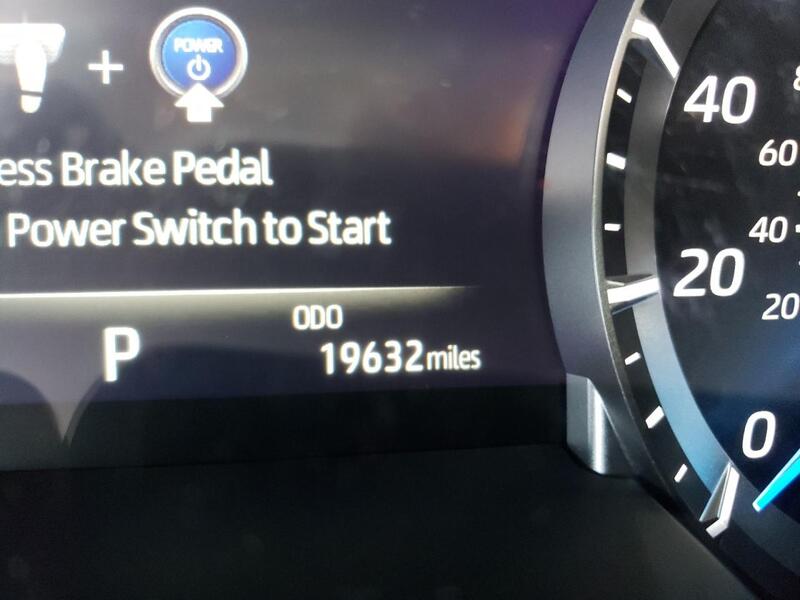 + POWER
ess Brake Pedal
Power Switch to Start
ODO
P 19632 miles
40
60
40
20
20
0